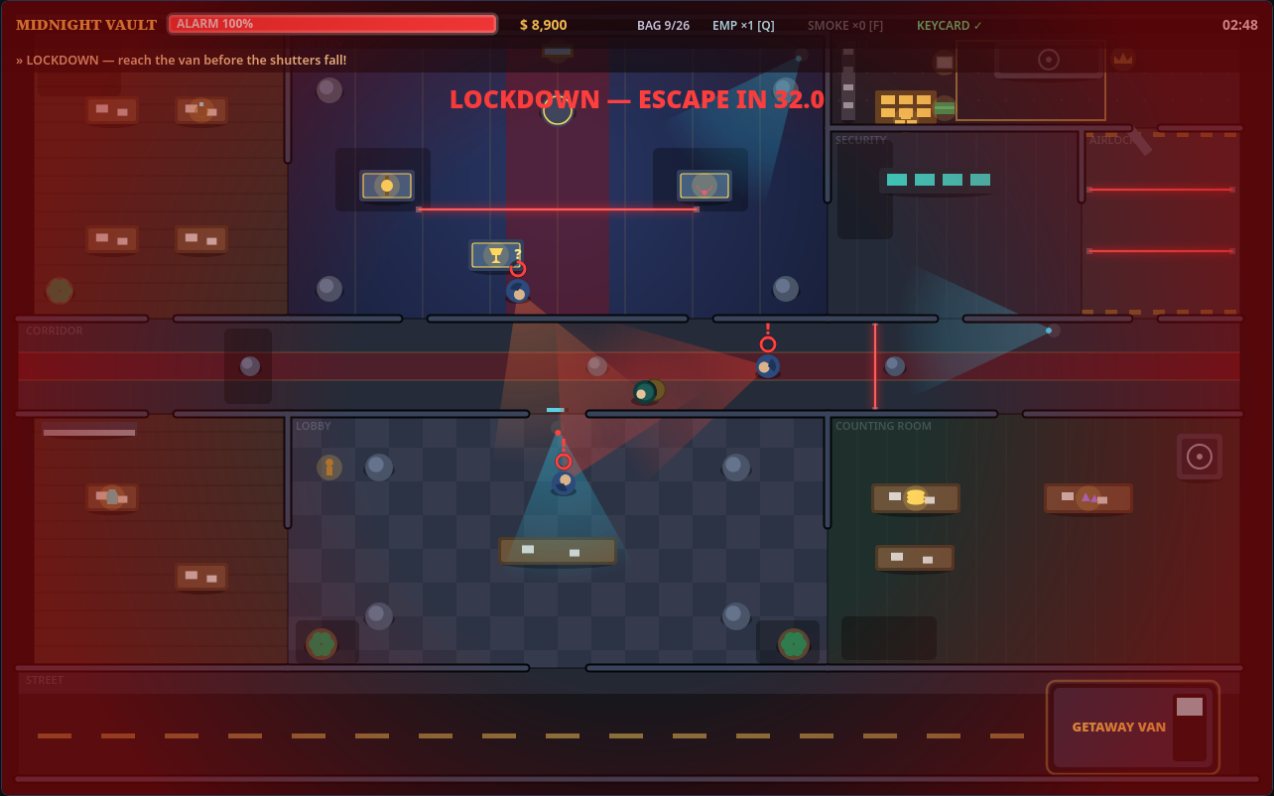 MIDNIGHT VAULT
ALARM 100%
$ 8,900
BAG 9/26
EMP ×1 [Q]
SMOKE ×0 [F]
KEYCARD ✓
02:48
» LOCKDOWN — reach the van before the shutters fall!
LOCKDOWN — ESCAPE IN 32.0
SECURITY
AIRLOCK
?
CORRIDOR
!
LOBBY
!
COUNTING ROOM
STREET
GETAWAY VAN